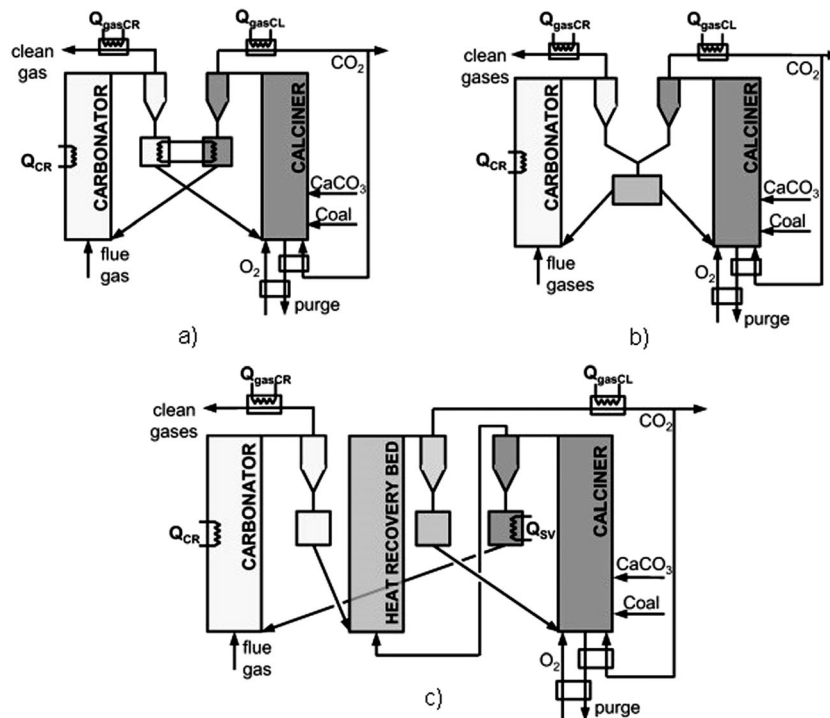 QgasCR
QgasCL
clean
gas
CO2
CARBONATOR
CALCINER
QCR
CaCO3
Coal
flue
gas
O2
purge
a)
QgasCR
QgasCL
clean
gases
CO2
CARBONATOR
CALCINER
QCR
CaCO3
Coal
flue
gases
O2
purge
b)
QgasCR
QgasCL
clean
gases
CO2
CARBONATOR
HEAT RECOVERY BED
CALCINER
QCR
QSV
CaCO3
Coal
flue
gas
O2
purge
c)